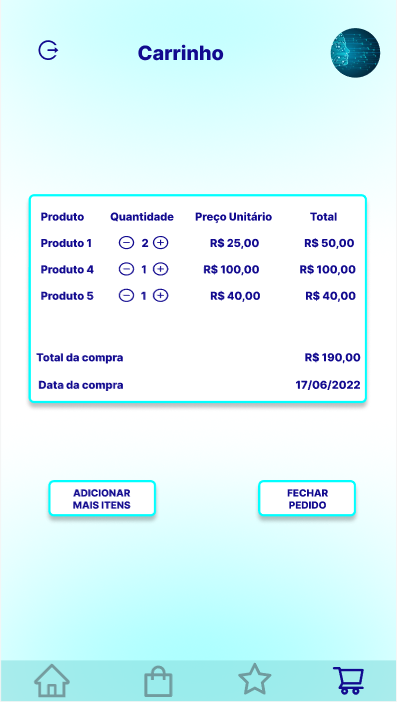 Carrinho
Produto Quantidade Preço Unitário Total
Produto 1 2 R$ 25,00 R$ 50,00
Produto 4 1 R$ 100,00 R$ 100,00
Produto 5 1 R$ 40,00 R$ 40,00
Total da compra R$ 190,00
Data da compra 17/06/2022
ADICIONAR
MAIS ITENS
FECHAR
PEDIDO